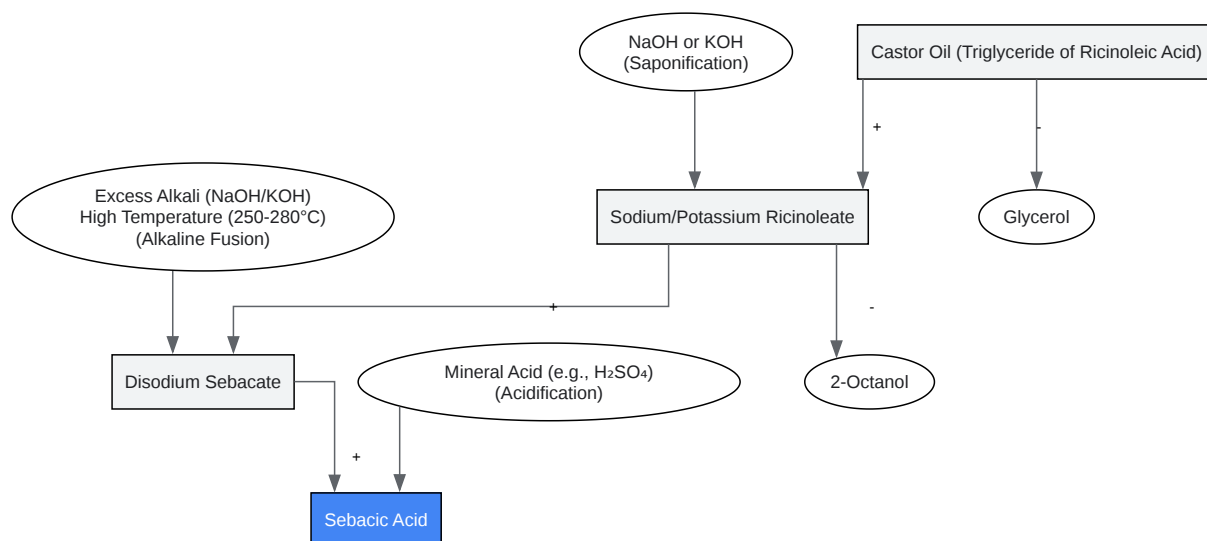 NaOH or KOH
(Saponification)
Castor Oil (Triglyceride of Ricinoleic Acid)
+
-
Excess Alkali (NaOH/KOH)
High Temperature (250-280°C)
(Alkaline Fusion)
Sodium/Potassium Ricinoleate
Glycerol
+
-
Disodium Sebacate
Mineral Acid (e.g., H₂SO₄)
(Acidification)
2-Octanol
+
Sebacic Acid